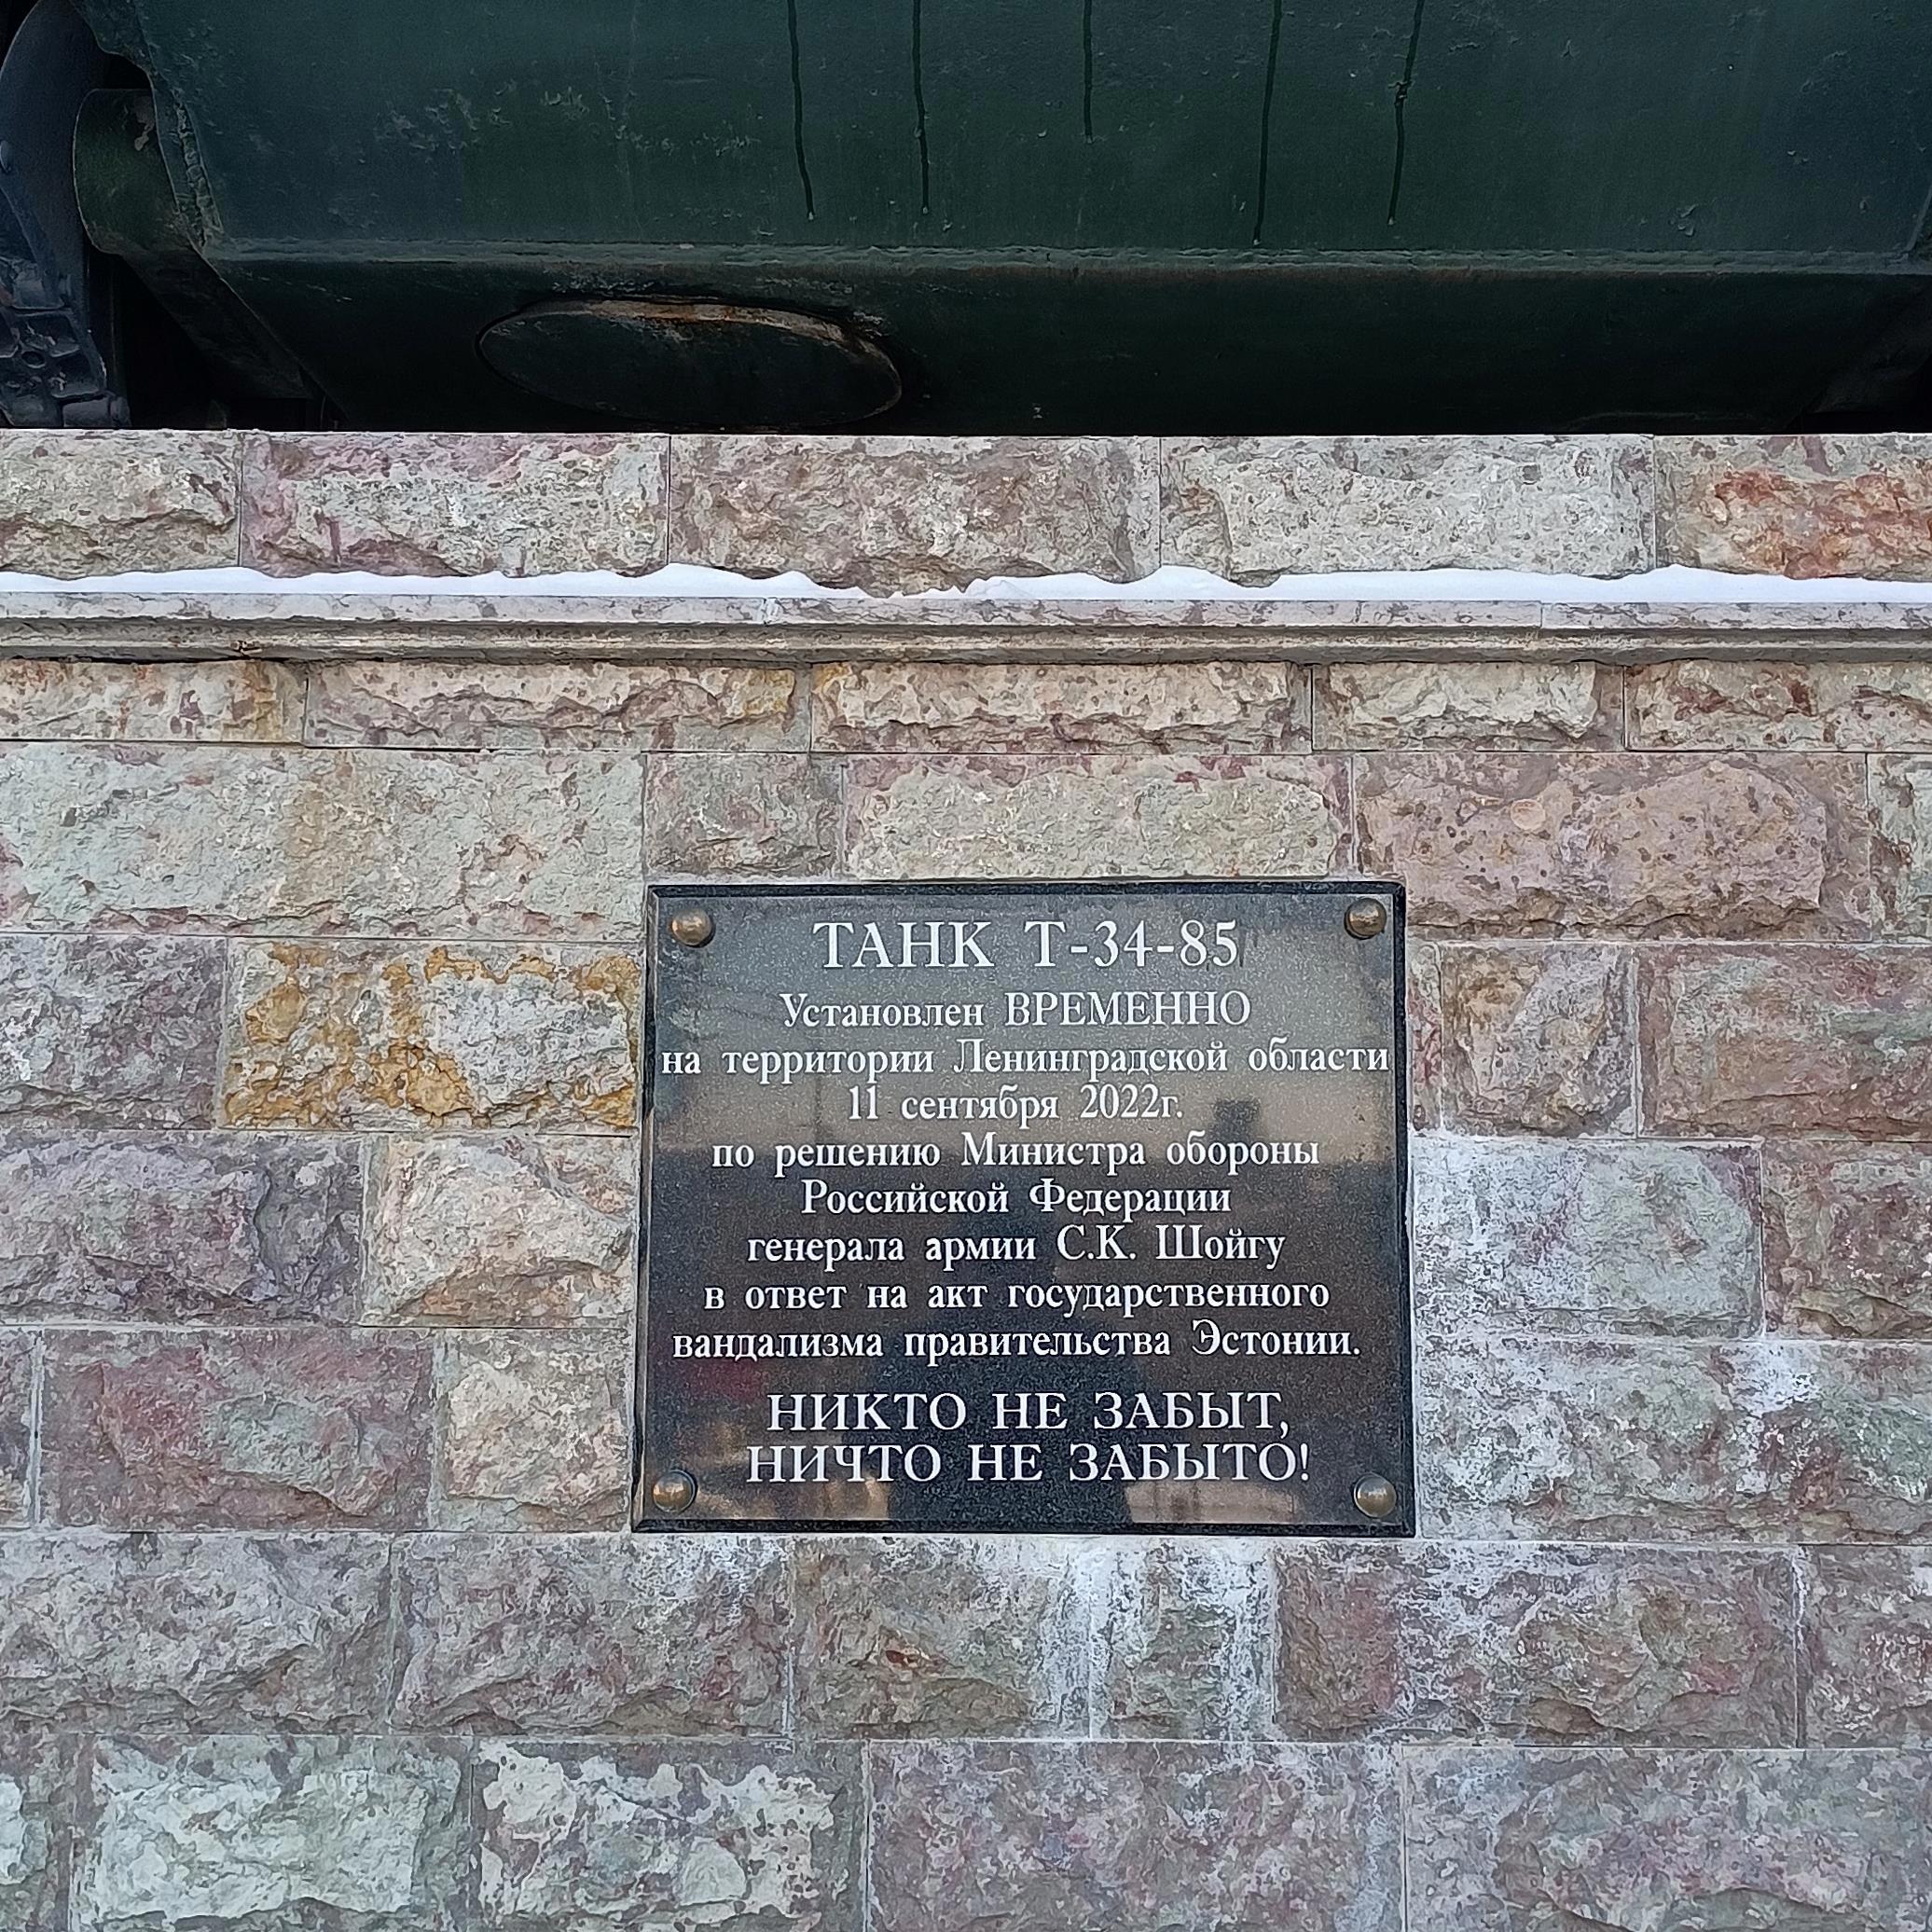 ТАНК Т-34-85
Установлен ВРЕМЕННО
на территории Ленинградской области
11 сентября 2022г.
по решению Министра обороны
Российской Федерации
генерала армии С.К. Шойгу
в ответ на акт государственного
вандализма правительства Эстонии.
НИКТО НЕ ЗАБЫТ,
НИЧТО НЕ ЗАБЫТО!